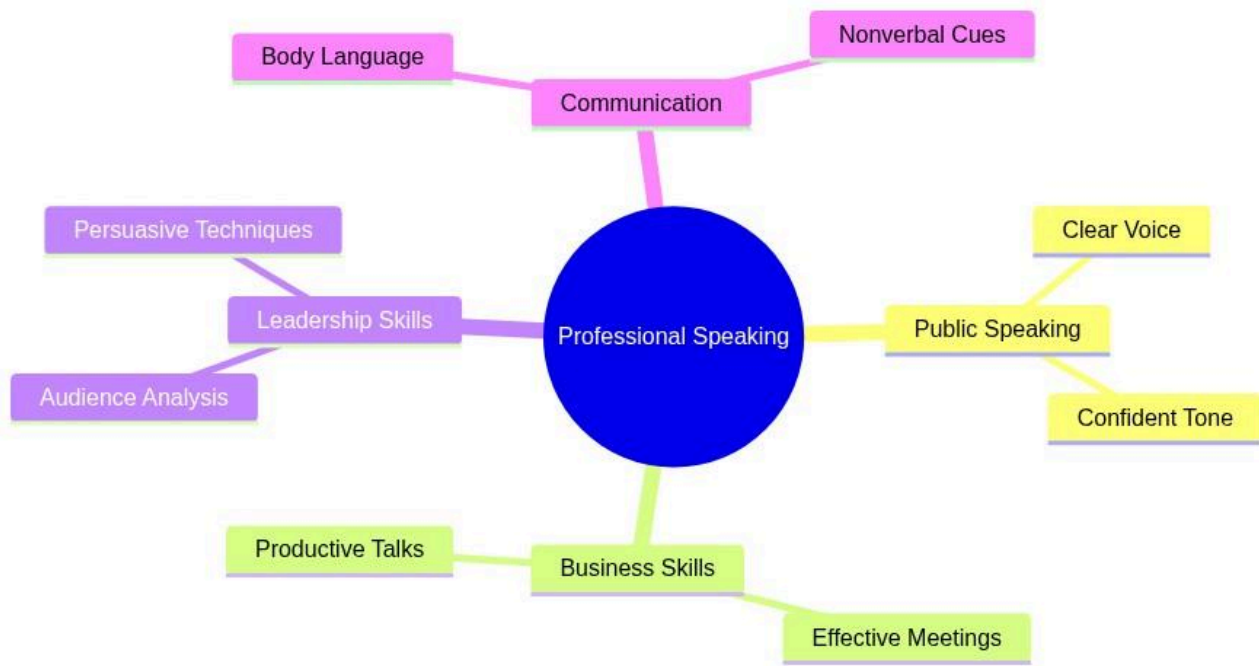 Nonverbal Cues
Body Language
Communication
Persuasive Techniques
Clear Voice
Leadership Skills
Professional Speaking
Public Speaking
Audience Analysis
Confident Tone
Productive Talks
Business Skills
Effective Meetings